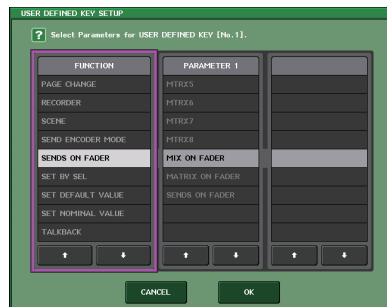 USER DEFINED KEY SETUP
? Select Parameters for USER DEFINED KEY [No.1].
FUNCTION
PAGE CHANGE
RECORDER
SCENE
SEND ENCODER MODE
SENDS ON FADER
SET BY SEL
SET DEFAULT VALUE
SET NOMINAL VALUE
TALKBACK
PARAMETER 1
MTRX5
MTRX6
MTRX7
MTRX8
MIX ON FADER
MATRIX ON FADER
SENDS ON FADER
CANCEL
OK